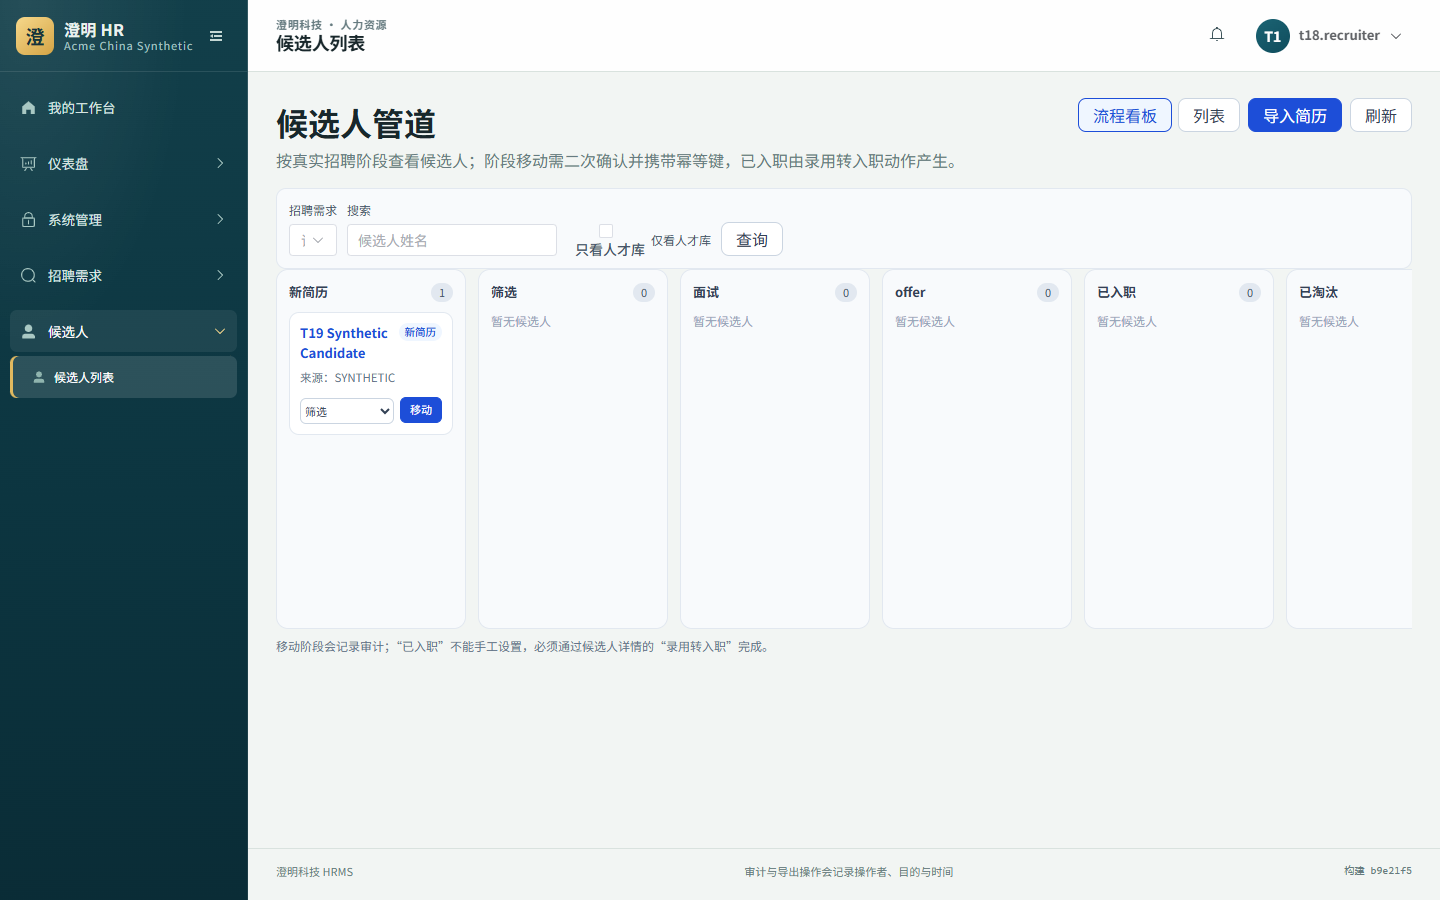 澄
澄明 HR
Acme China Synthetic
我的工作台
仪表盘
系统管理
招聘需求
候选人
候选人列表
澄明科技 · 人力资源
候选人列表
T1
t18.recruiter
候选人管道
按真实招聘阶段查看候选人；阶段移动需二次确认并携带幂等键，已入职由录用转入职动作产生。
流程看板
列表
导入简历
刷新
招聘需求
搜索
候选人姓名
只看人才库
仅看人才库
查询
新简历
1
T19 Synthetic
Candidate
新简历
来源：SYNTHETIC
筛选
移动
筛选
0
暂无候选人
面试
0
暂无候选人
offer
0
暂无候选人
已入职
0
暂无候选人
已淘汰
暂无候选人
移动阶段会记录审计；“已入职”不能手工设置，必须通过候选人详情的“录用转入职”完成。
澄明科技 HRMS
审计与导出操作会记录操作者、目的与时间
构建 b9e21f5